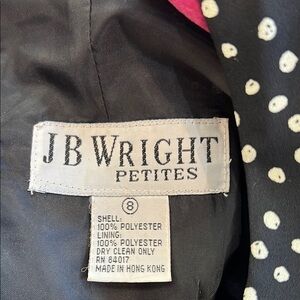 JB WRIGHT
PETITES
8
SHELL:
100% POLYESTER
LINING:
100% POLYESTER
DRY CLEAN ONLY
RN 84017
MADE IN HONG KONG